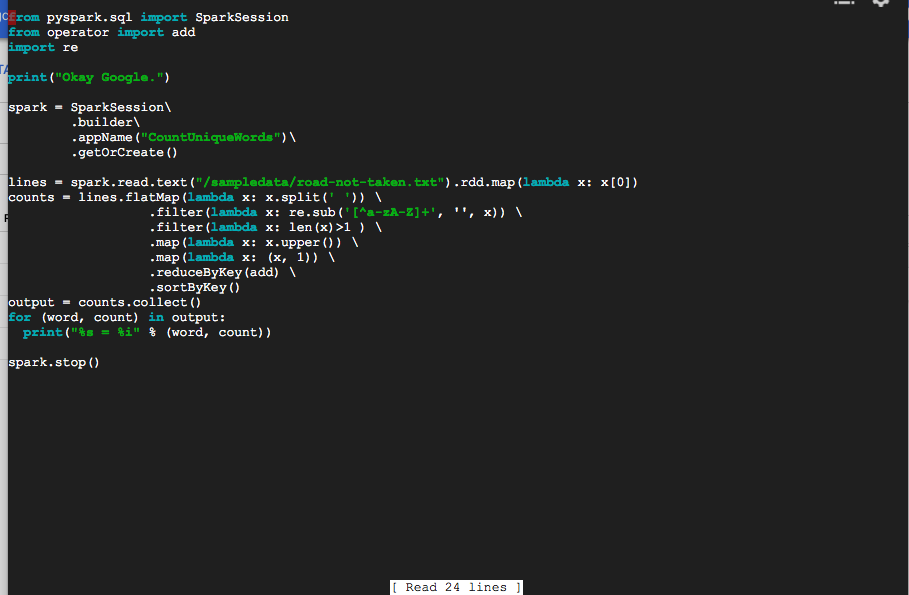 from pyspark.sql import SparkSession
from operator import add
import re
print("Okay Google.")
spark = SparkSession\
        .builder\
        .appName("CountUniqueWords")\
        .getOrCreate()
lines = spark.read.text("/sampledata/road-not-taken.txt").rdd.map(lambda x: x[0])
counts = lines.flatMap(lambda x: x.split(' ')) \
                  .filter(lambda x: re.sub('[^a-zA-Z]+', '', x)) \
                  .filter(lambda x: len(x)>1 ) \
                  .map(lambda x: x.upper()) \
                  .map(lambda x: (x, 1)) \
                  .reduceByKey(add) \
                  .sortByKey()
output = counts.collect()
for (word, count) in output:
  print("%s = %i" % (word, count))
spark.stop()
[ Read 24 lines ]